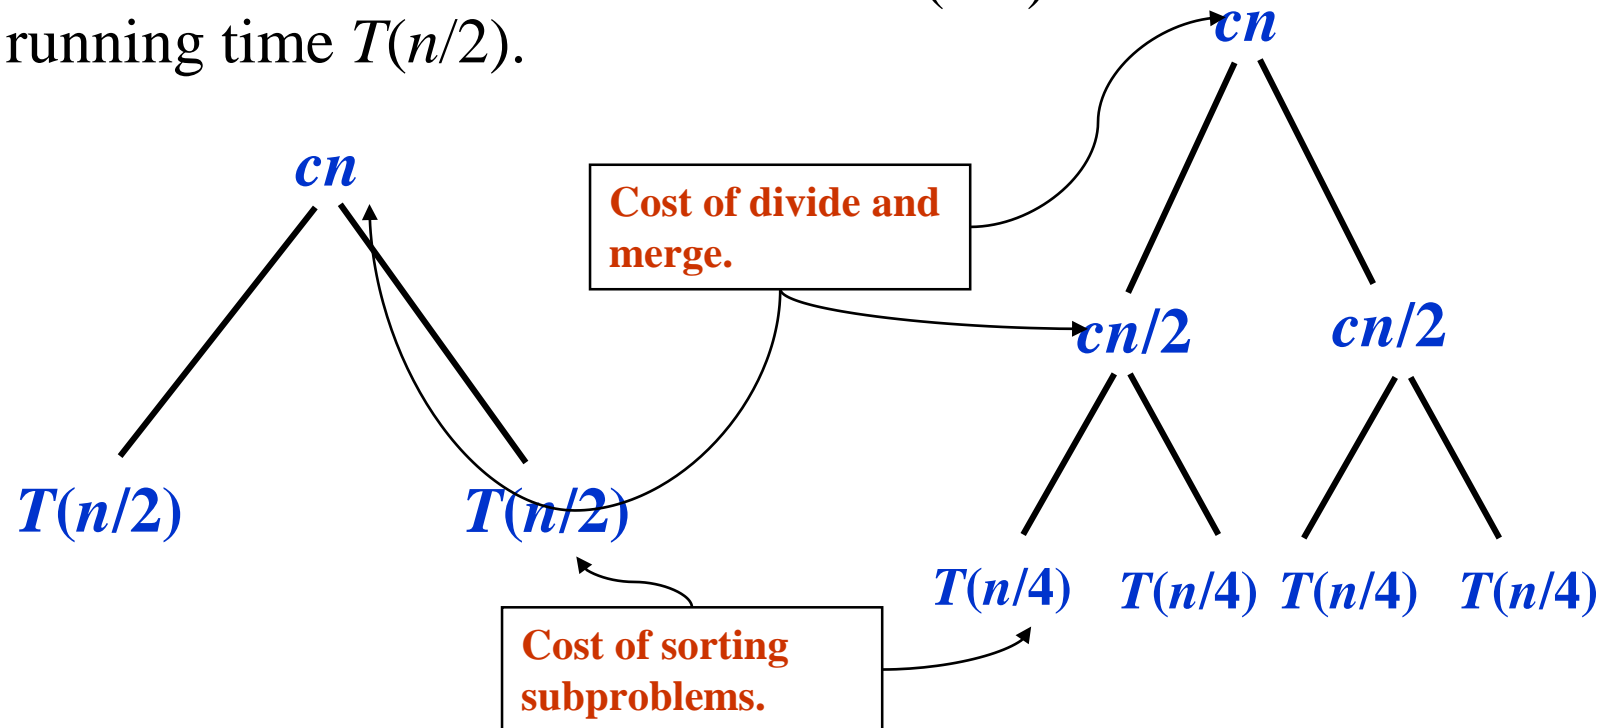 running time T(n/2).
cn
cn
Cost of divide and
merge.
cn/2
cn/2
T(n/2)
T(n/2)
T(n/4)
T(n/4)
T(n/4)
T(n/4)
Cost of sorting
subproblems.